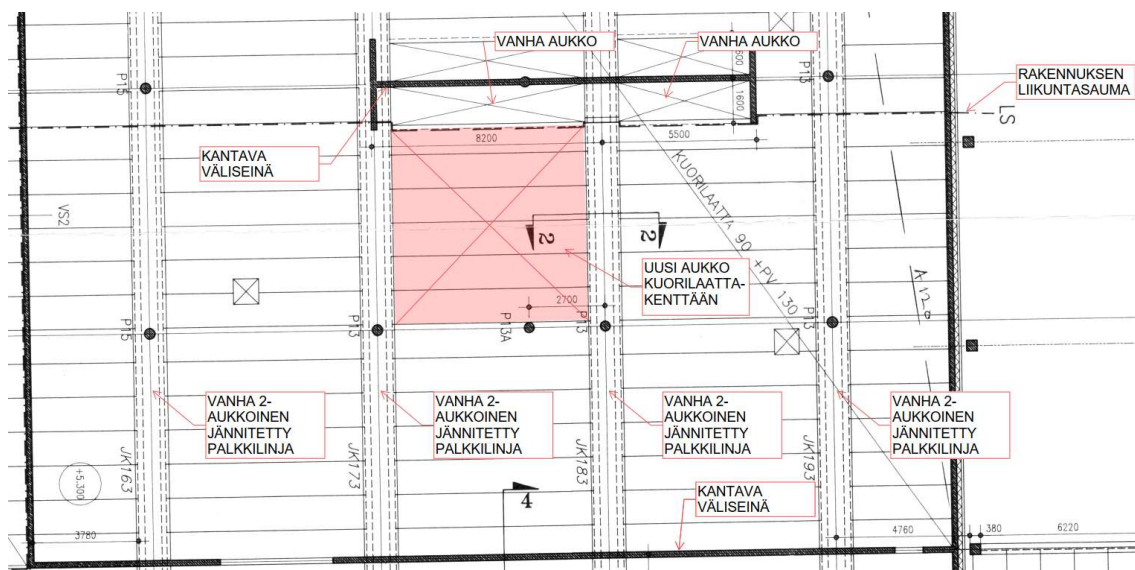 VANHA AUKKO
VANHA AUKKO
P15
P13
600
1600
RAKENNUKSEN
LIIKUNTASAUMA
LS
8200
5500
KANTAVA
VÄLISEINÄ
KUORILAATTA 90 +PV 130
VS2
2
2
UUSI AUKKO
KUORILAATTA-
KENTTÄÄN
2700
P15
P13
P13A
P13
P13
VANHA 2-
AUKKOINEN
JÄNNITETTY
PALKKILINJA
VANHA 2-
AUKKOINEN
JÄNNITETTY
PALKKILINJA
VANHA 2-
AUKKOINEN
JÄNNITETTY
PALKKILINJA
VANHA 2-
AUKKOINEN
JÄNNITETTY
PALKKILINJA
JK163
JK173
JK183
JK193
+5.300
4
KANTAVA
VÄLISEINÄ
3780
4760
380
6220